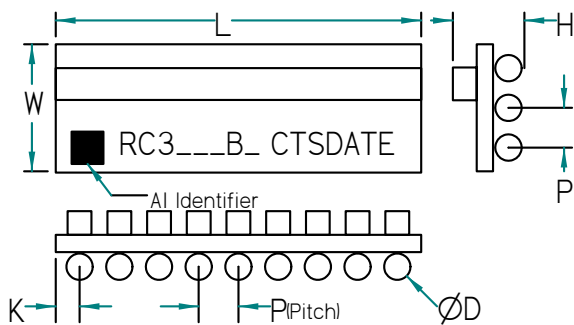 L
H
W
RC3___B_ CTSDATE
P
AI Identifier
K
P(Pitch)
ØD